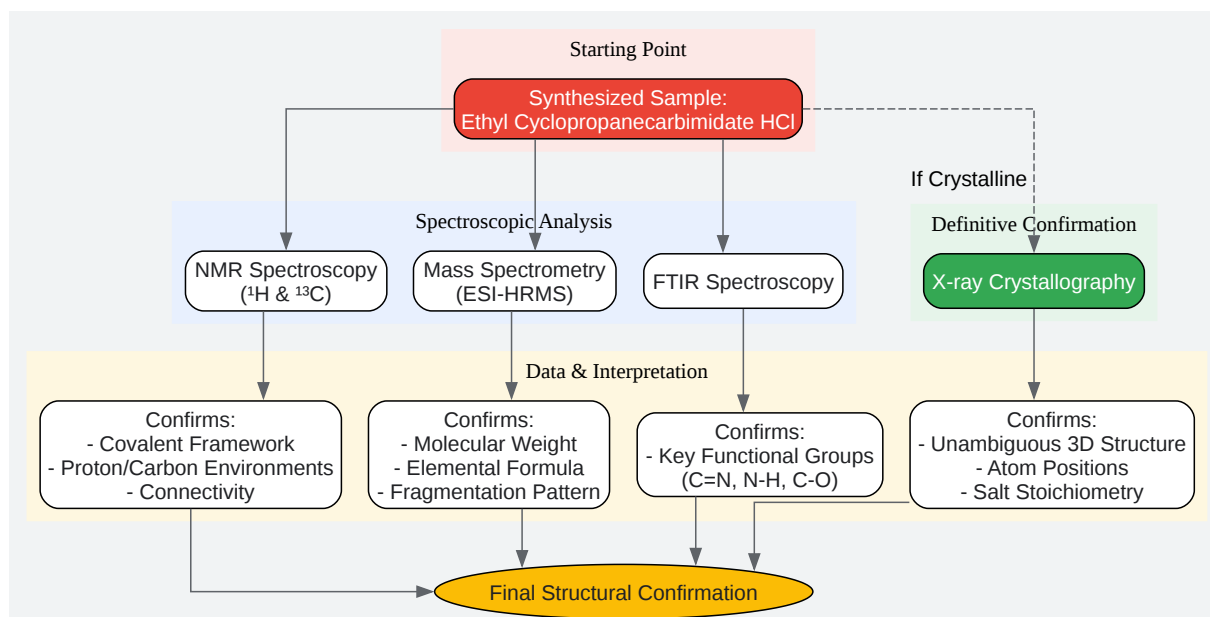 Starting Point
Synthesized Sample:
Ethyl Cyclopropanecarbimidate HCl
If Crystalline
Spectroscopic Analysis
Definitive Confirmation
NMR Spectroscopy
(¹H & ¹³C)
Mass Spectrometry
(ESI-HRMS)
FTIR Spectroscopy
X-ray Crystallography
Data & Interpretation
Confirms:
- Covalent Framework
- Proton/Carbon Environments
- Connectivity
Confirms:
- Molecular Weight
- Elemental Formula
- Fragmentation Pattern
Confirms:
- Key Functional Groups
(C=N, N-H, C-O)
Confirms:
- Unambiguous 3D Structure
- Atom Positions
- Salt Stoichiometry
Final Structural Confirmation